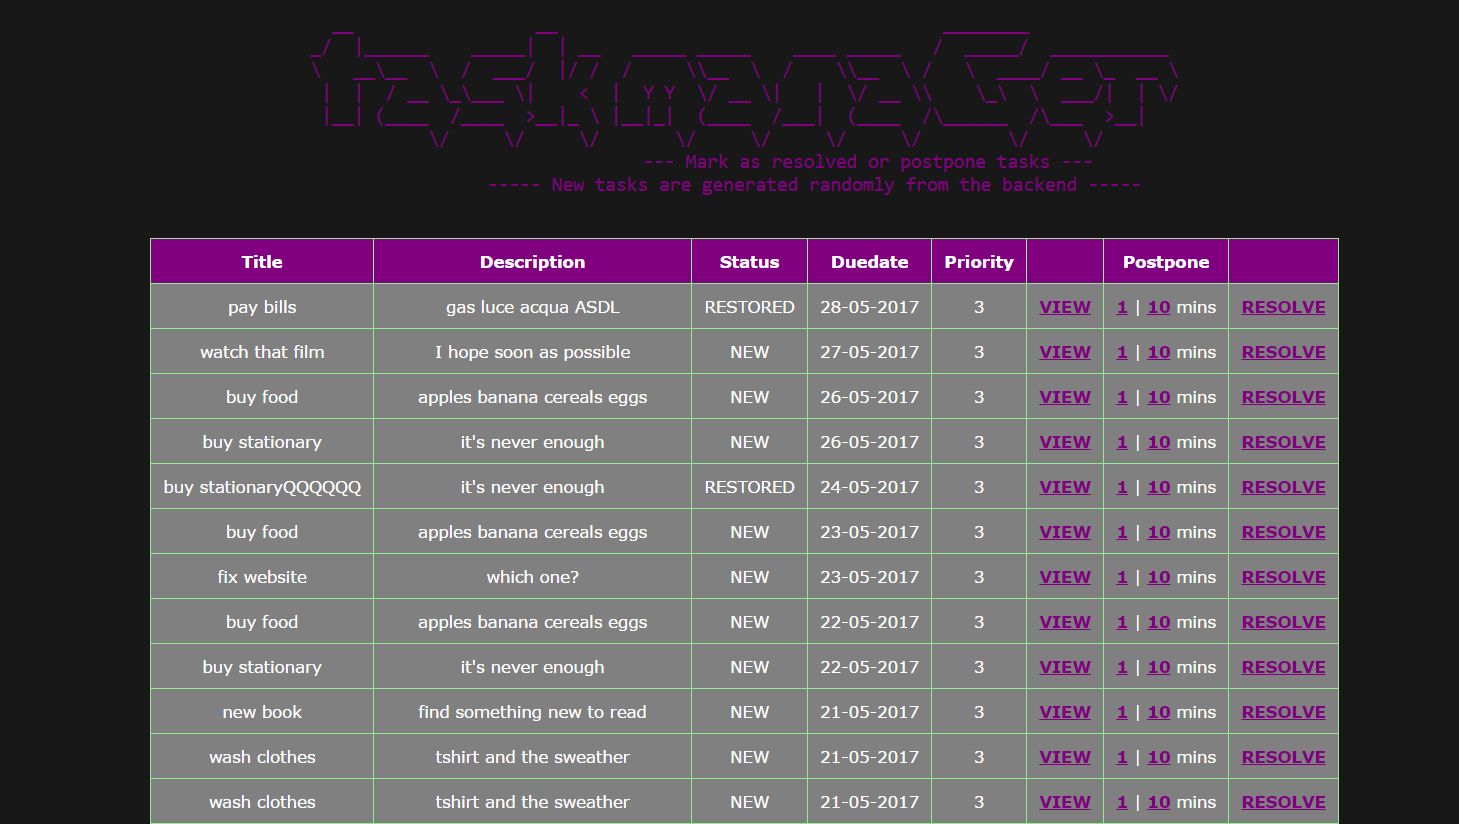 taskmanager
--- Mark as resolved or postpone tasks ---
----- New tasks are generated randomly from the backend -----
Title Description Status Duedate Priority Postpone
pay bills gas luce acqua ASDL RESTORED 28-05-2017 3 VIEW 1 | 10 mins RESOLVE
watch that film I hope soon as possible NEW 27-05-2017 3 VIEW 1 | 10 mins RESOLVE
buy food apples banana cereals eggs NEW 26-05-2017 3 VIEW 1 | 10 mins RESOLVE
buy stationary it's never enough NEW 26-05-2017 3 VIEW 1 | 10 mins RESOLVE
buy stationaryQQQQQQ it's never enough RESTORED 24-05-2017 3 VIEW 1 | 10 mins RESOLVE
buy food apples banana cereals eggs NEW 23-05-2017 3 VIEW 1 | 10 mins RESOLVE
fix website which one? NEW 23-05-2017 3 VIEW 1 | 10 mins RESOLVE
buy food apples banana cereals eggs NEW 22-05-2017 3 VIEW 1 | 10 mins RESOLVE
buy stationary it's never enough NEW 22-05-2017 3 VIEW 1 | 10 mins RESOLVE
new book find something new to read NEW 21-05-2017 3 VIEW 1 | 10 mins RESOLVE
wash clothes tshirt and the sweather NEW 21-05-2017 3 VIEW 1 | 10 mins RESOLVE
wash clothes tshirt and the sweather NEW 21-05-2017 3 VIEW 1 | 10 mins RESOLVE